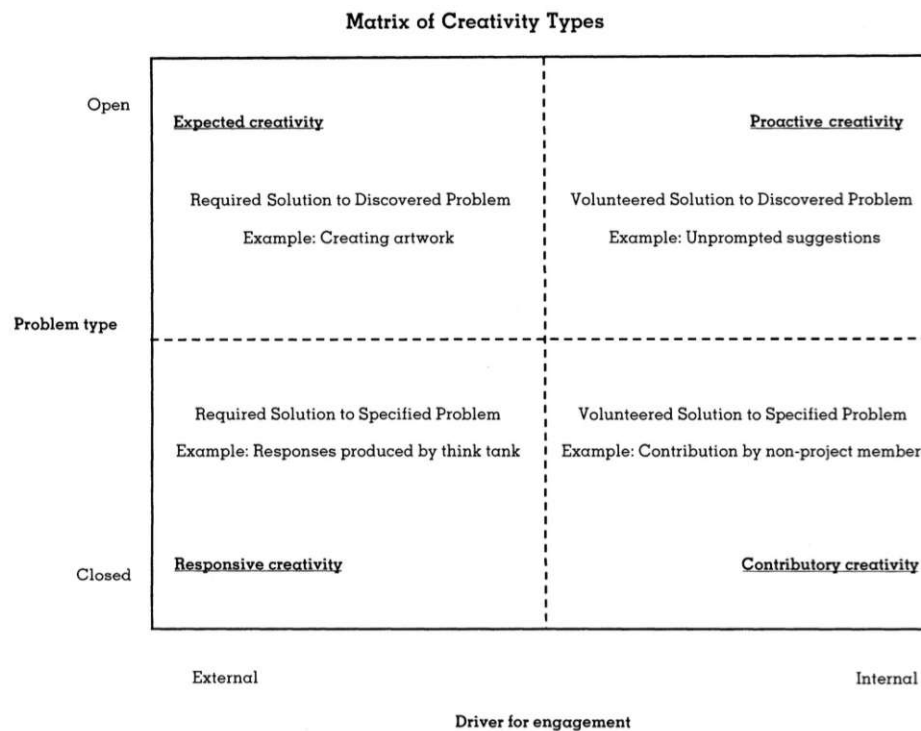 Matrix of Creativity Types
Open
Expected creativity
Proactive creativity
Required Solution to Discovered Problem
Example: Creating artwork
Volunteered Solution to Discovered Problem
Example: Unprompted suggestions
Problem type
Required Solution to Specified Problem
Example: Responses produced by think tank
Volunteered Solution to Specified Problem
Example: Contribution by non-project member
Closed
Responsive creativity
Contributory creativity
External
Internal
Driver for engagement